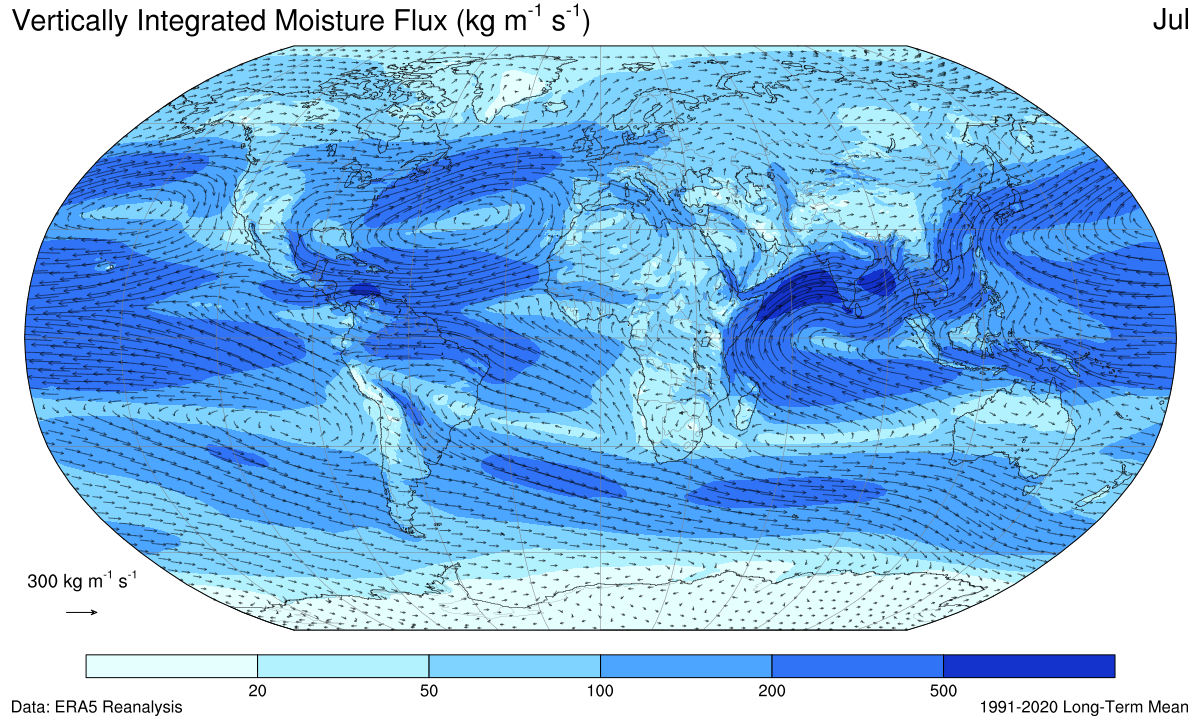 Vertically Integrated Moisture Flux (kg m⁻¹ s⁻¹)
Jul
300 kg m⁻¹ s⁻¹
20 50 100 200 500
Data: ERA5 Reanalysis
1991-2020 Long-Term Mean